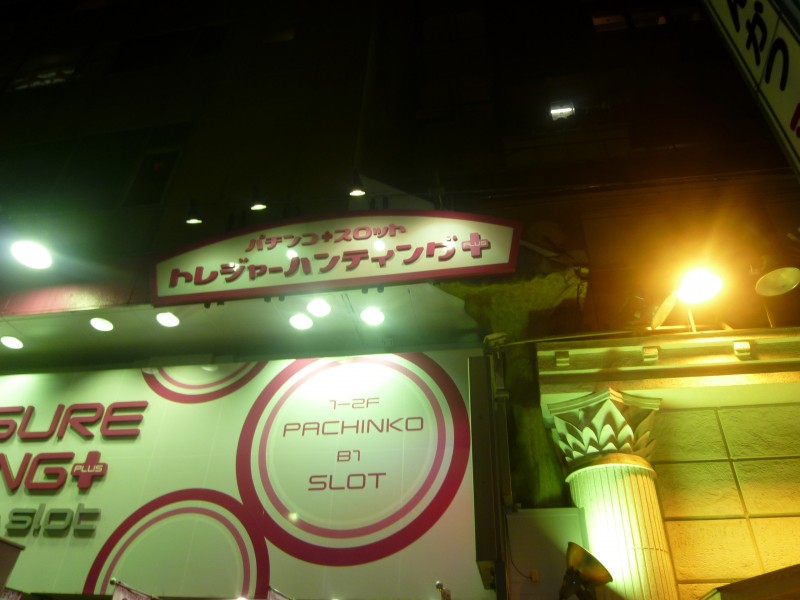 パチンコ+スロット
トレジャーハンティング+
SURE
NG+
PLUS
slot
1-2F
PACHINKO
B1
SLOT